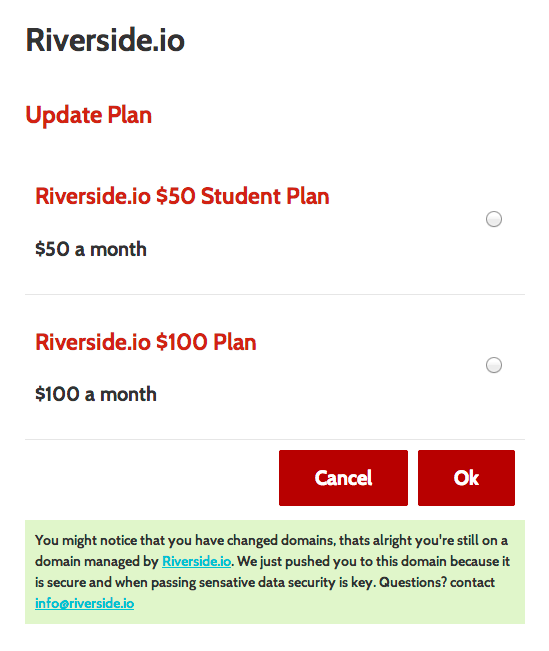 Riverside.io
Update Plan
Riverside.io $50 Student Plan
$50 a month
Riverside.io $100 Plan
$100 a month
Cancel
Ok
You might notice that you have changed domains, thats alright you're still on a
domain managed by Riverside.io. We just pushed you to this domain because it
is secure and when passing sensative data security is key. Questions? contact
info@riverside.io